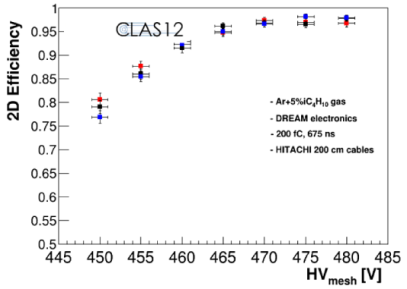 2D Efficiency
1
0.95
0.9
0.85
0.8
0.75
0.7
0.65
0.6
0.55
0.5
CLAS12
- Ar+5%iC4H10 gas
- DREAM electronics
- 200 fC, 675 ns
- HITACHI 200 cm cables
445 450 455 460 465 470 475 480 485
HVmesh [V]